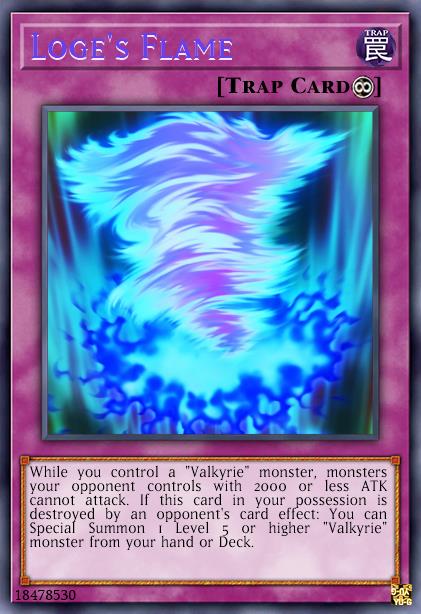 Loge's Flame
TRAP
罠
[Trap Card♾]
While you control a "Valkyrie" monster, monsters
your opponent controls with 2000 or less ATK
cannot attack. If this card in your possession is
destroyed by an opponent's card effect: You can
Special Summon 1 Level 5 or higher "Valkyrie"
monster from your hand or Deck.
18478530